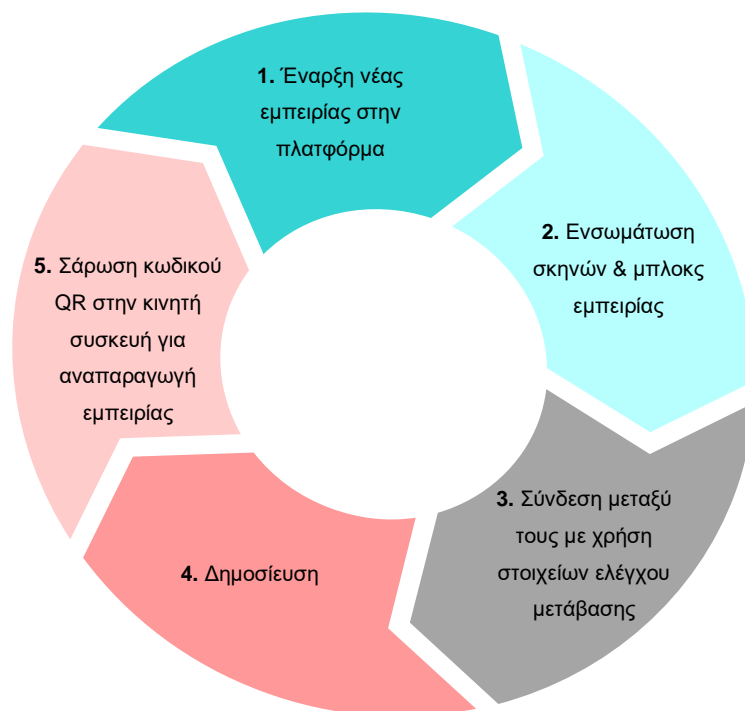 1. Έναρξη νέας
εμπειρίας στην
πλατφόρμα
2. Ενσωμάτωση
σκηνών & μπλοκς
εμπειρίας
3. Σύνδεση μεταξύ
τους με χρήση
στοιχείων ελέγχου
μετάβασης
4. Δημοσίευση
5. Σάρωση κωδικού
QR στην κινητή
συσκευή για
αναπαραγωγή
εμπειρίας